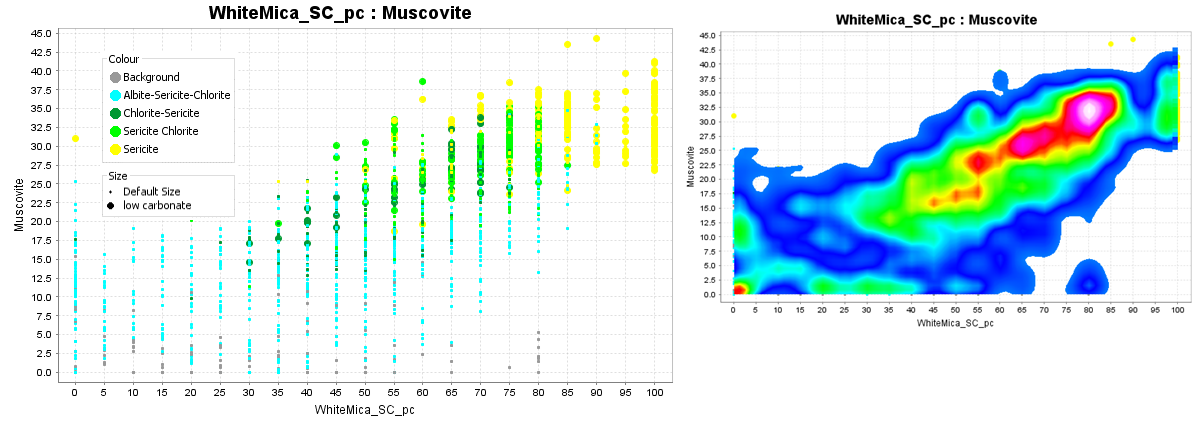 WhiteMica_SC_pc : Muscovite
45.0
42.5
40.0
37.5
35.0
32.5
30.0
27.5
25.0
22.5
20.0
17.5
15.0
12.5
10.0
7.5
5.0
2.5
0.0
Muscovite
Colour
Background
Albite-Sericite-Chlorite
Chlorite-Sericite
Sericite Chlorite
Sericite
Size
Default Size
low carbonate
0 5 10 15 20 25 30 35 40 45 50 55 60 65 70 75 80 85 90 95 100
WhiteMica_SC_pc
WhiteMica_SC_pc : Muscovite
45.0
42.5
40.0
37.5
35.0
32.5
30.0
27.5
25.0
22.5
20.0
17.5
15.0
12.5
10.0
7.5
5.0
2.5
0.0
Muscovite
0 5 10 15 20 25 30 35 40 45 50 55 60 65 70 75 80 85 90 95 100
WhiteMica_SC_pc